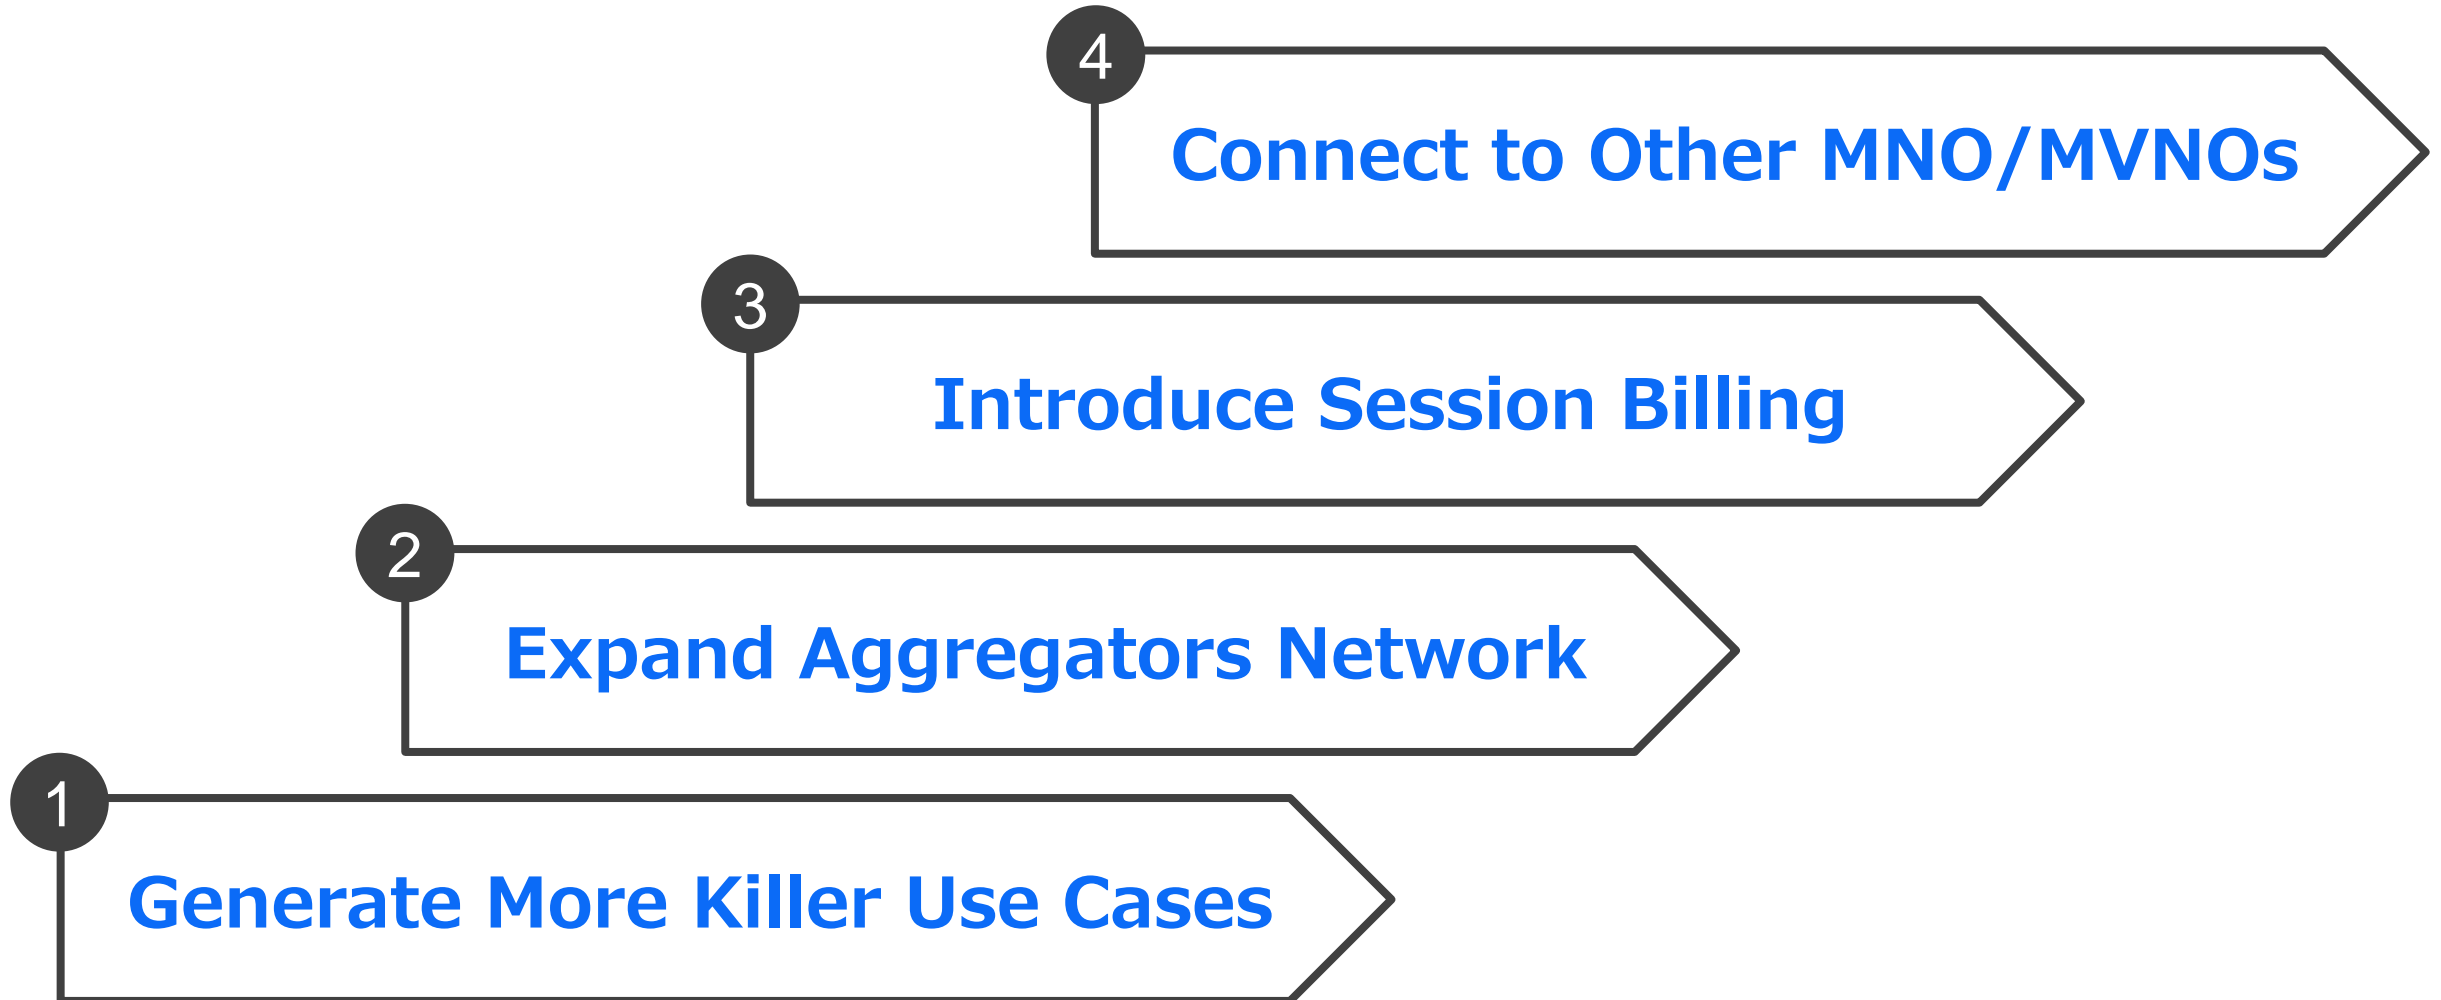 4
Connect to Other MNO/MVNOs
3
Introduce Session Billing
2
Expand Aggregators Network
1
Generate More Killer Use Cases